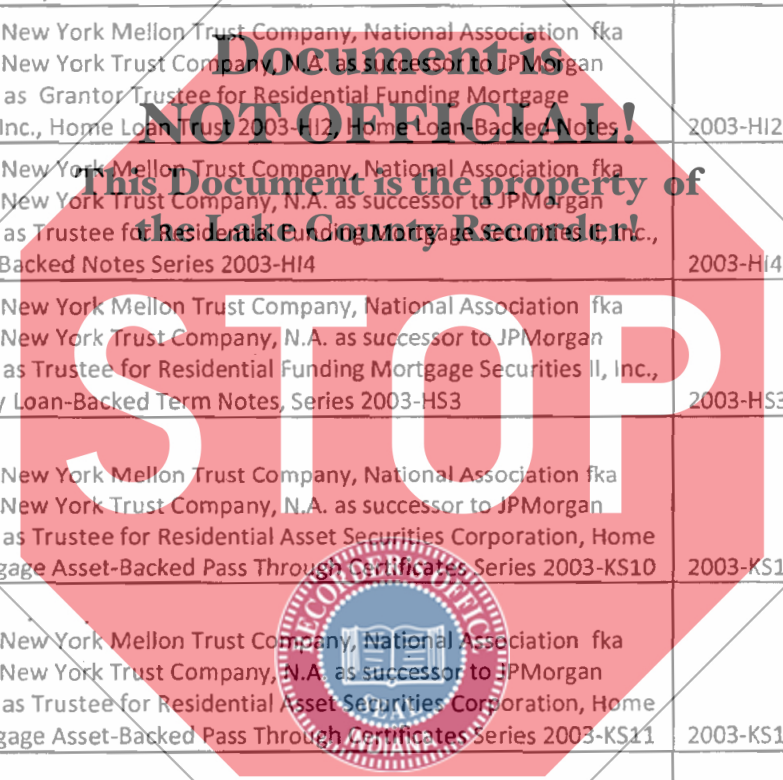 New York Mellon Trust Company, National Association fka
Document is
New York Trust Company, N.A. as successor to JPMorgan
as Grantor Trustee for Residential Funding Mortgage
NOT OFFICIAL!
Inc., Home Loan Trust 2003-HI2, Home Loan-Backed Notes 2003-HI2
New York Mellon Trust Company, National Association fka
This Document is the property of
New York Trust Company, N.A. as successor to JPMorgan
the Lake County Recorder!
as Trustee for Residential Funding Mortgage Securities II, Inc.,
Backed Notes Series 2003-HI4 2003-HI4
New York Mellon Trust Company, National Association fka
New York Trust Company, N.A. as successor to JPMorgan
as Trustee for Residential Funding Mortgage Securities II, Inc.,
y Loan-Backed Term Notes, Series 2003-HS3 2003-HS3
STOP
New York Mellon Trust Company, National Association fka
New York Trust Company, N.A. as successor to JPMorgan
as Trustee for Residential Asset Securities Corporation, Home
gage Asset-Backed Pass Through Certificates Series 2003-KS10 2003-KS1
RECORDER'S OFFICE
New York Mellon Trust Company, National Association fka
New York Trust Company, N.A. as successor to JPMorgan
as Trustee for Residential Asset Securities Corporation, Home
SEAL
gage Asset-Backed Pass Through Certificates Series 2003-KS11 2003-KS1
INDIANA